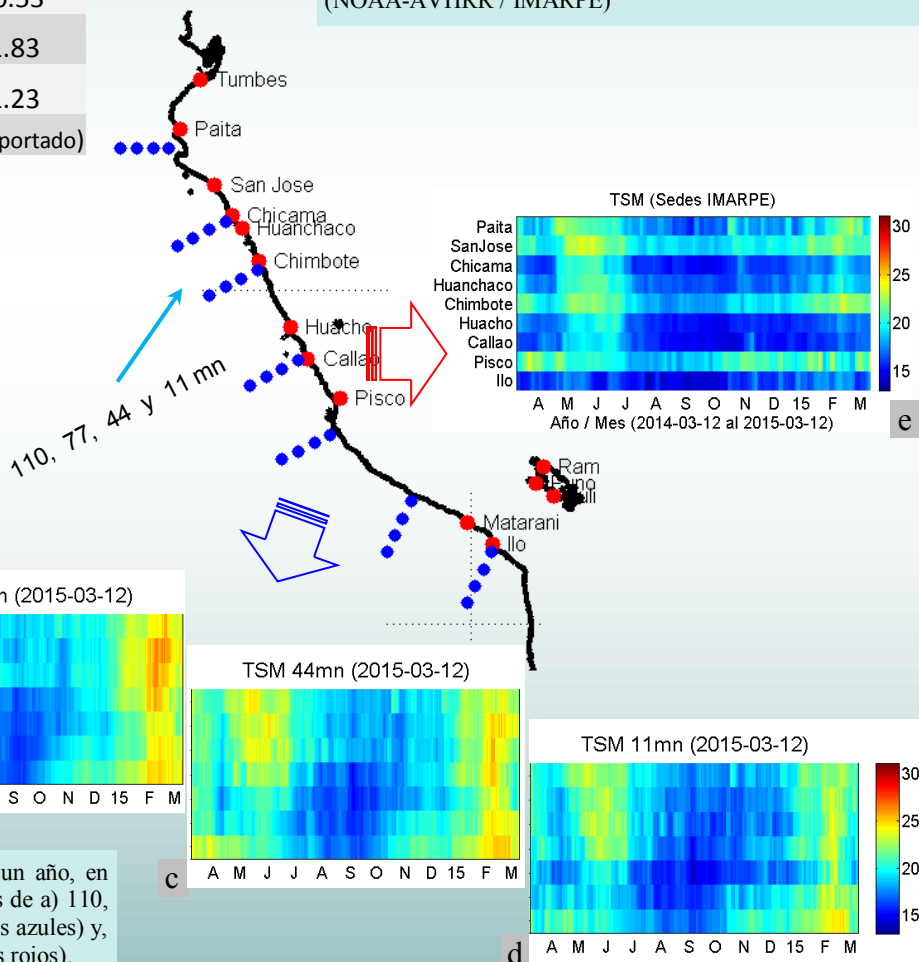 (NOAA-AVHRR / IMARPE)
.83
.23
portado)
Tumbes
Paita
San Jose
Chicama
Huanchaco
Chimbote
Huacho
Callao
Pisco
110, 77, 44 y 11 mn
Ram
Matarani
Ilo
TSM (Sedes IMARPE)
Paita
SanJose
Chicama
Huanchaco
Chimbote
Huacho
Callao
Pisco
Ilo
30
25
20
15
A M J J A S O N D 15 F M
Año / Mes (2014-03-12 al 2015-03-12)
e
n (2015-03-12)
S O N D 15 F M
TSM 44mn (2015-03-12)
A M J J A S O N D 15 F M
c
TSM 11mn (2015-03-12)
30
25
20
15
A M J J A S O N D 15 F M
d
un año, en
s de a) 110,
s azules) y,
s rojos).